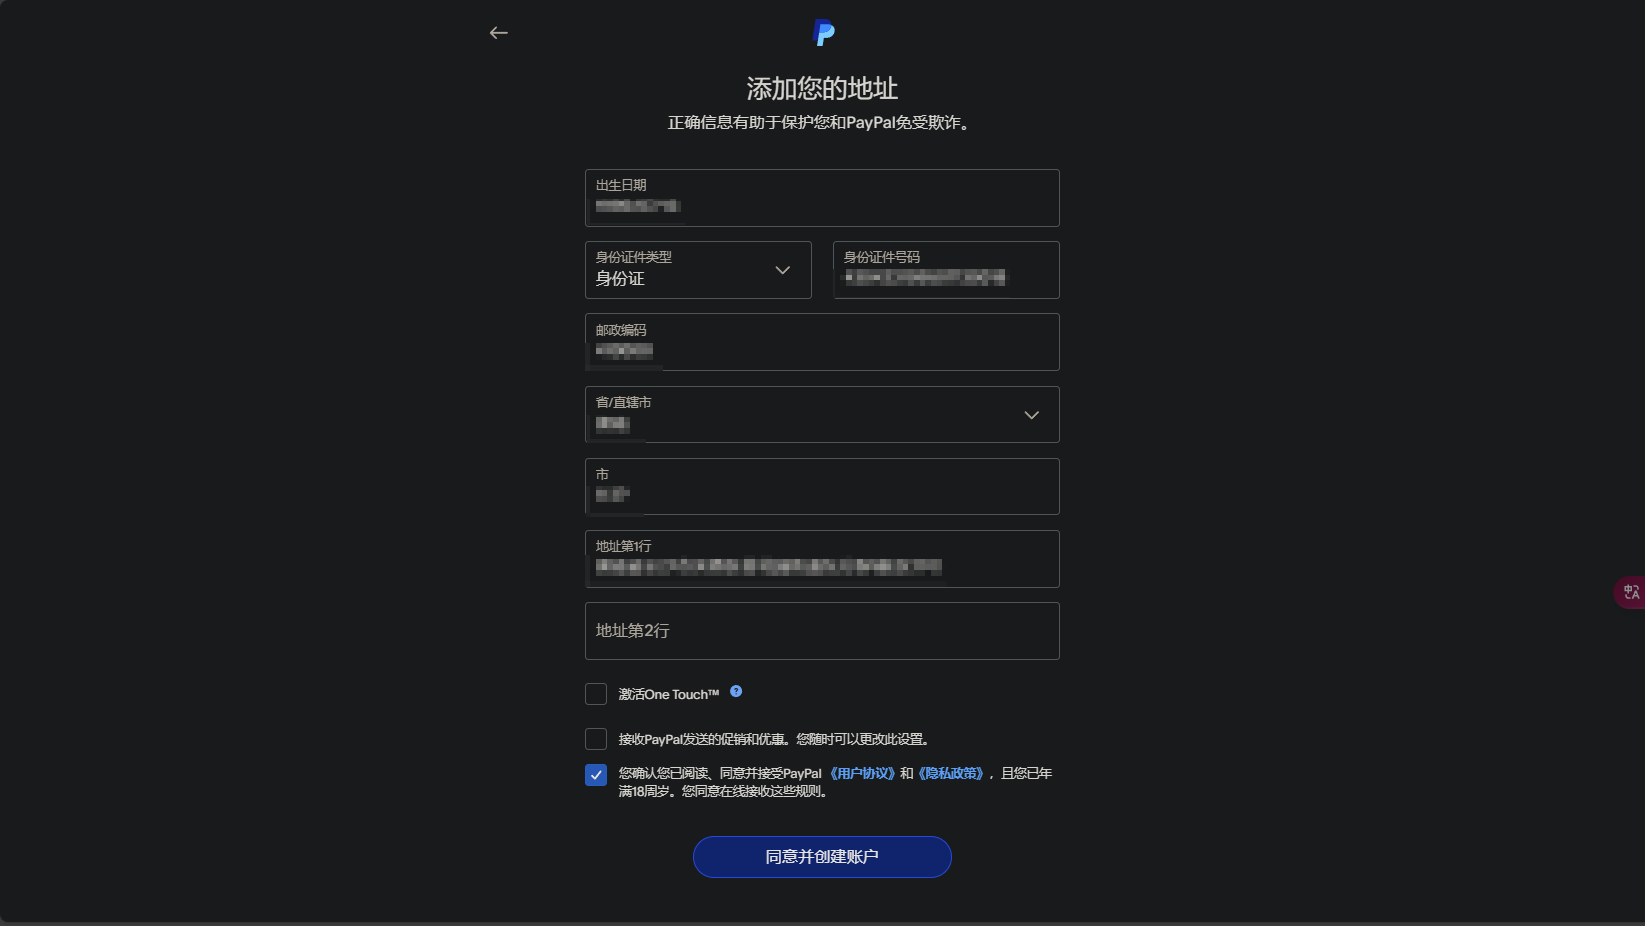 添加您的地址
正确信息有助于保护您和PayPal免受欺诈。
出生日期
身份证件类型
身份证
身份证件号码
邮政编码
省/直辖市
市
地址第1行
地址第2行
激活One Touch™
接收PayPal发送的促销和优惠。您随时可以更改此设置。
您确认您已阅读、同意并接受PayPal《用户协议》和《隐私政策》，且您已年
满18周岁。您同意在线接收这些规则。
同意并创建账户